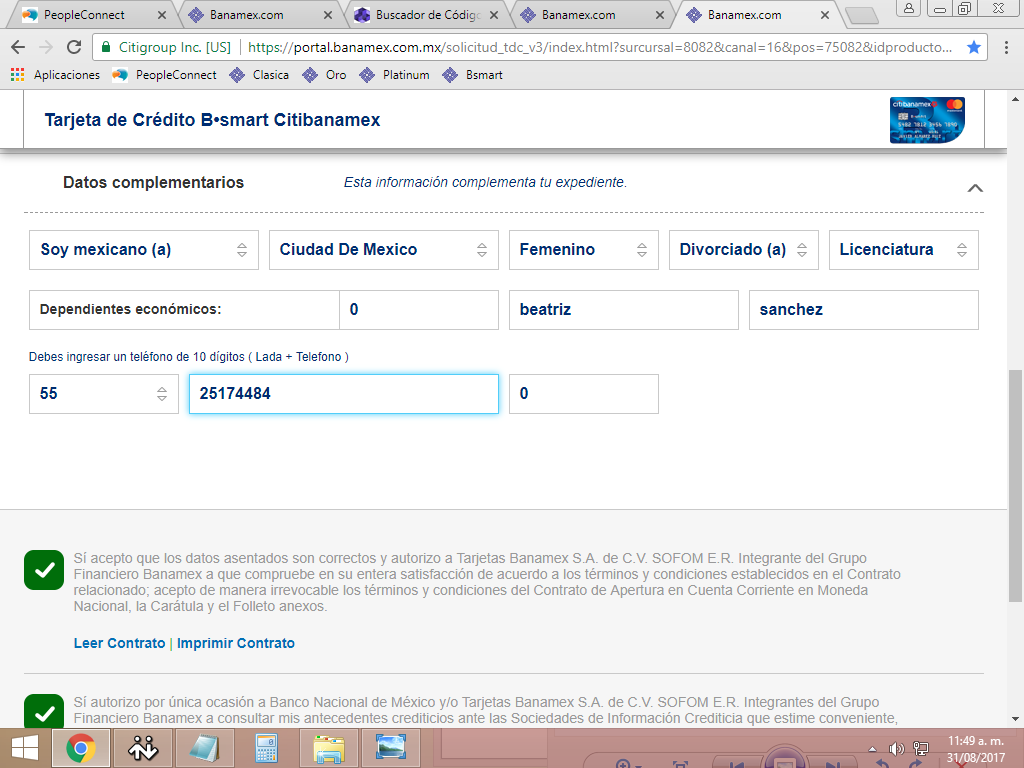 PeopleConnect
Banamex.com
Buscador de Códig
Banamex.com
Banamex.com
Citigroup Inc. [US] https://portal.banamex.com.mx/solicitud_tdc_v3/index.html?surcursal=8082&canal=16&pos=75082&idproducto...
Aplicaciones PeopleConnect Clasica Oro Platinum Bsmart
Tarjeta de Crédito B•smart Citibanamex
citibanamex
Datos complementarios Esta información complementa tu expediente.
Soy mexicano (a) Ciudad De Mexico Femenino Divorciado (a) Licenciatura
Dependientes económicos: 0 beatriz sanchez
Debes ingresar un teléfono de 10 dígitos ( Lada + Telefono )
55 25174484 0
Sí acepto que los datos asentados son correctos y autorizo a Tarjetas Banamex S.A. de C.V. SOFOM E.R. Integrante del Grupo
Financiero Banamex a que compruebe en su entera satisfacción de acuerdo a los términos y condiciones establecidos en el Contrato
relacionado; acepto de manera irrevocable los términos y condiciones del Contrato de Apertura en Cuenta Corriente en Moneda
Nacional, la Carátula y el Folleto anexos.
Leer Contrato | Imprimir Contrato
Sí autorizo por única ocasión a Banco Nacional de México y/o Tarjetas Banamex S.A. de C.V. SOFOM E.R. Integrantes del Grupo
Financiero Banamex a consultar mis antecedentes crediticios ante las Sociedades de Información Crediticia que estime conveniente,
11:49 a. m.
31/08/2017